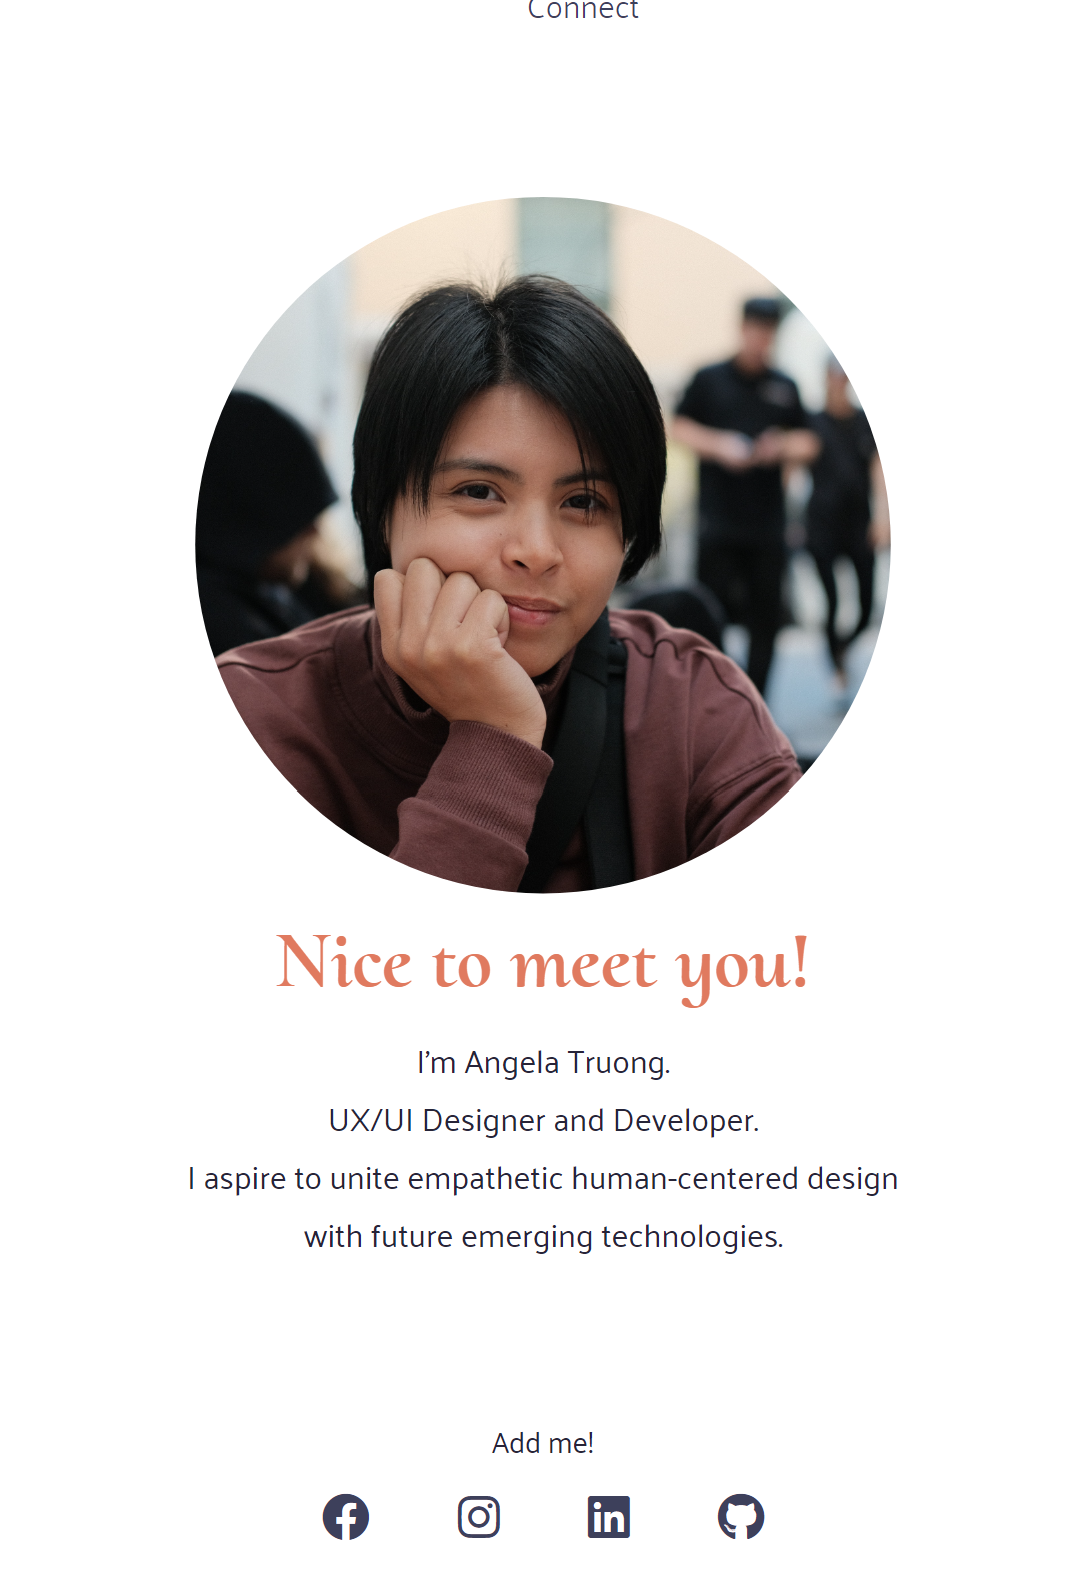 Connect
Nice to meet you!
I'm Angela Truong.
UX/UI Designer and Developer.
I aspire to unite empathetic human-centered design
with future emerging technologies.
Add me!